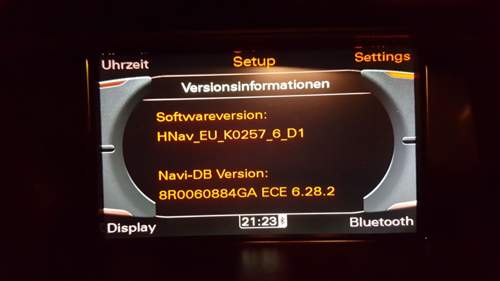 Uhrzeit Setup Settings
Versionsinformationen
Softwareversion:
HNav_EU_K0257_6_D1
Navi-DB Version:
8R0060884GA ECE 6.28.2
Display 21:23 Bluetooth